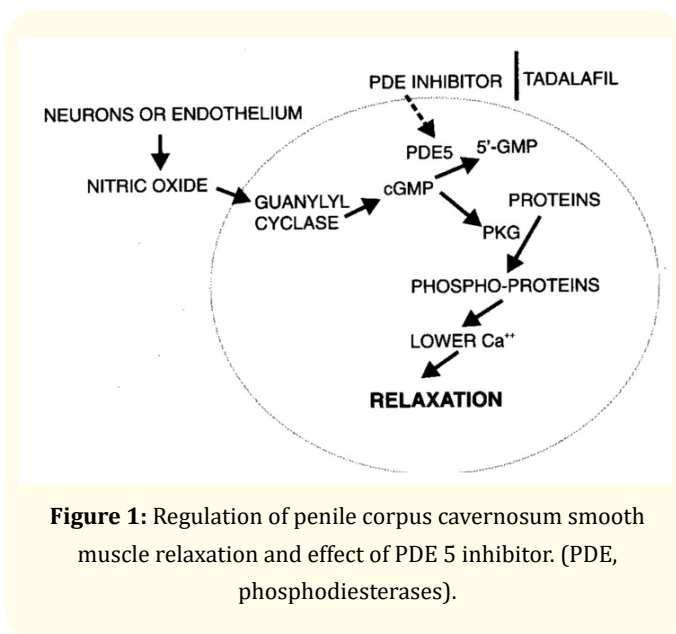 PDE INHIBITOR TADALAFIL
NEURONS OR ENDOTHELIUM
PDE5 5'-GMP
NITRIC OXIDE
cGMP
GUANYLYL
CYCLASE
PROTEINS
PKG
PHOSPHO-PROTEINS
LOWER Ca⁺⁺
RELAXATION
Figure 1: Regulation of penile corpus cavernosum smooth
muscle relaxation and effect of PDE 5 inhibitor. (PDE,
phosphodiesterases).